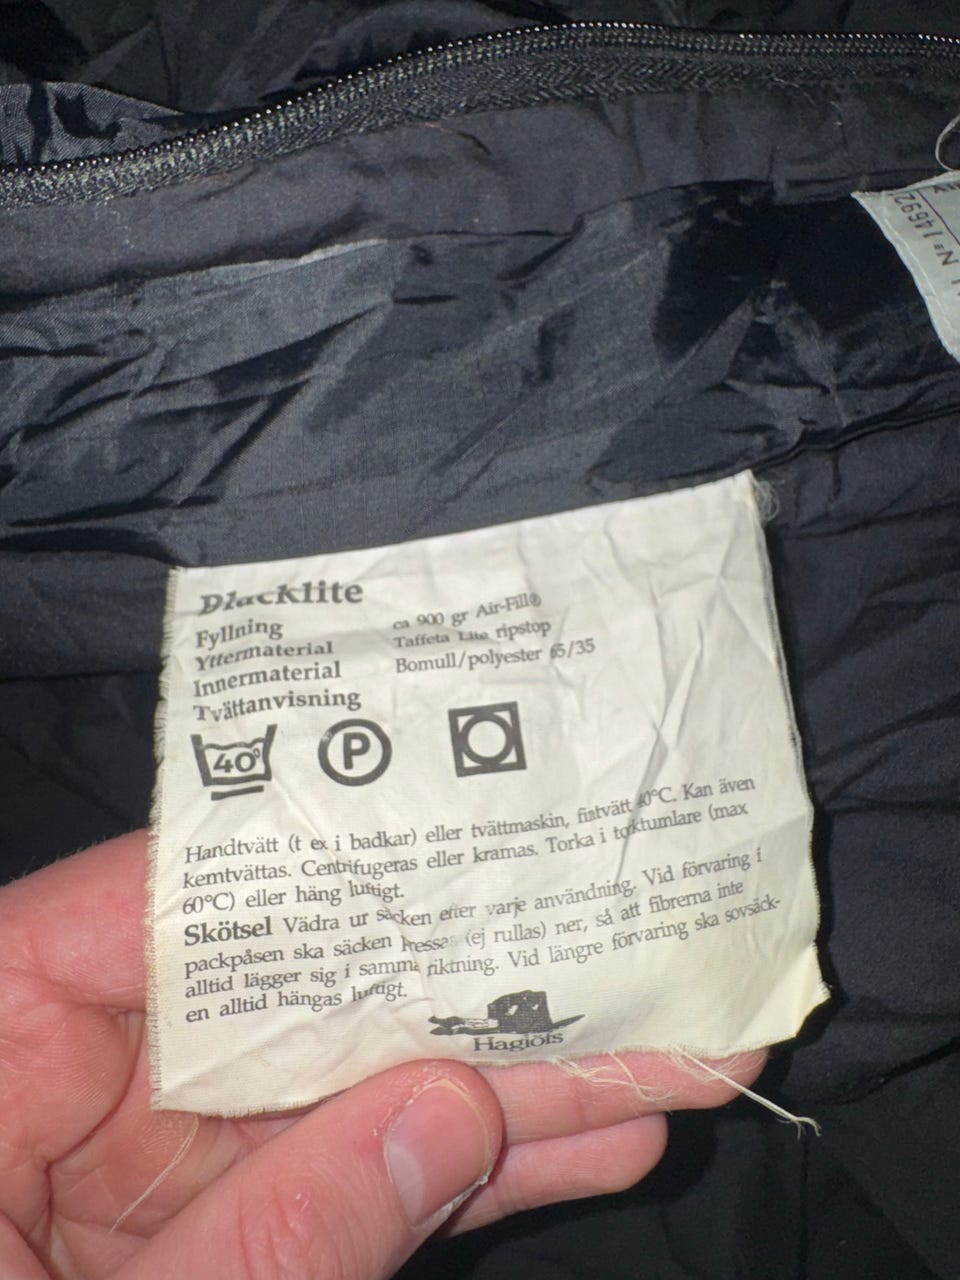 Blacklite
Fyllning ca 900 gr Air-Fill®
Yttermaterial Taffeta Lite ripstop
Innermaterial Bomull/polyester 65/35
Tvättanvisning
40° P
Handtvätt (t ex i badkar) eller tvättmaskin, fintvätt 40°C. Kan även
kemtvättas. Centrifugeras eller kramas. Torka i torktumlare (max
60°C) eller häng luftigt.
Skötsel Vädra ur säcken efter varje användning. Vid förvaring i
packpåsen ska säcken pressas (ej rullas) ner, så att fibrerna inte
alltid lägger sig i samma riktning. Vid längre förvaring ska sovsäck-
en alltid hängas luftigt.
Haglöfs
Nº 14692